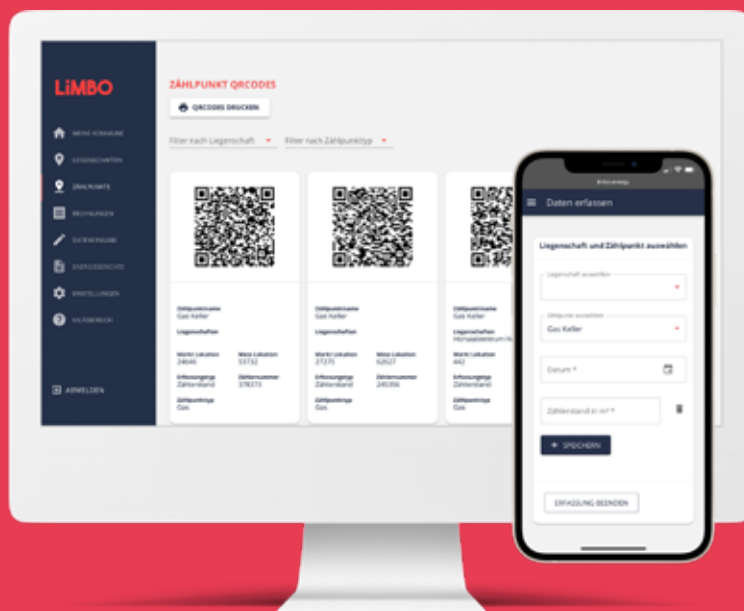 LiMBO
MEINE KOMMUNE
LIEGENSCHAFTEN
ZÄHLPUNKTE
RECHNUNGEN
DATENEINGABE
ENERGIEBERICHTE
EINSTELLUNGEN
HILFEBEREICH
ABMELDEN
ZÄHLPUNKT QRCODES
QRCODES DRUCKEN
Filter nach Liegenschaft
Filter nach Zählpunkttyp
Zählpunktname
Gas Keller
Liegenschaften
Markt Lokation
24646
Mess Lokation
53732
Erfassungstyp
Zählerstand
Zählernummer
378373
Zählpunkttyp
Gas
Zählpunktname
Gas Keller
Liegenschaften
Markt Lokation
27275
Mess Lokation
62627
Erfassungstyp
Zählerstand
Zählernummer
245356
Zählpunkttyp
Gas
Zählpunktname
Gas Keller
Liegenschaften
Markt Lokation
442
Erfassungstyp
Zählerstand
Zählpunkttyp
Gas
Daten erfassen
Liegenschaft und Zählpunkt auswählen
Liegenschaft auswählen
Zählpunkt auswählen
Gas Keller
Datum *
Zählerstand in m³ *
+ SPEICHERN
ERFASSUNG BEENDEN